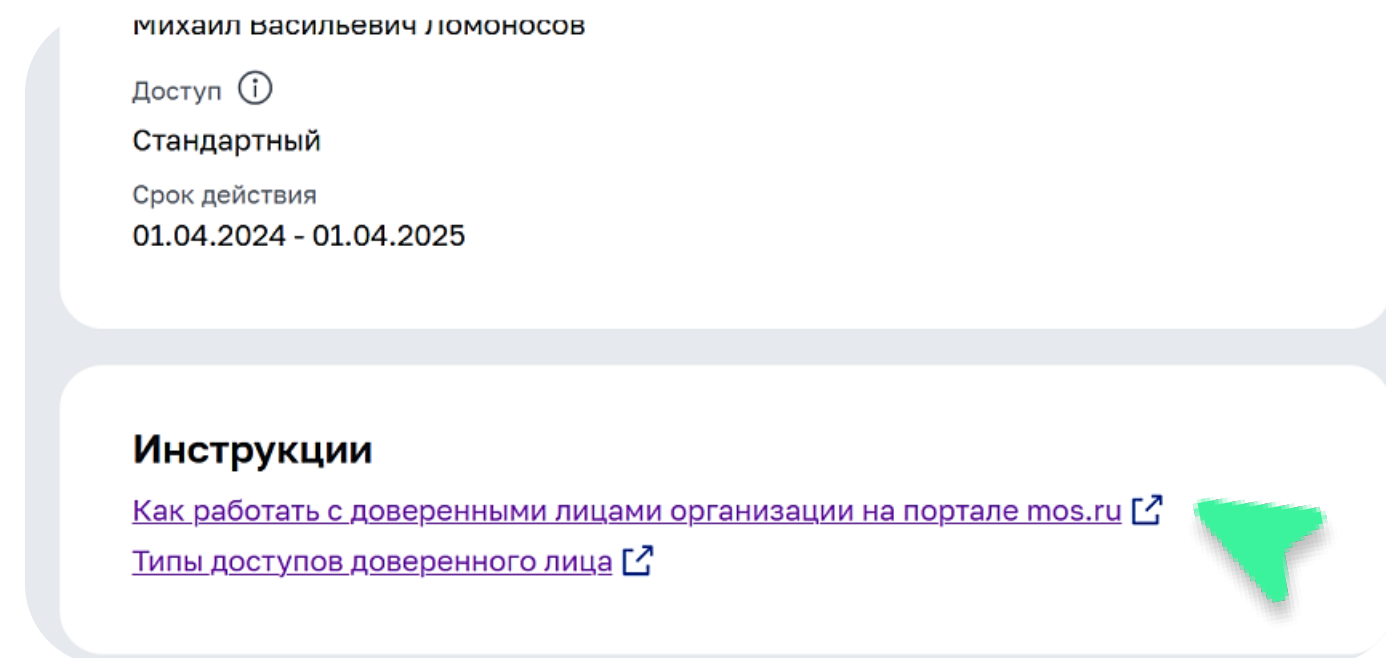 Михаил Васильевич Ломоносов
Доступ
Стандартный
Срок действия
01.04.2024 - 01.04.2025
Инструкции
Как работать с доверенными лицами организации на портале mos.ru
Типы доступов доверенного лица